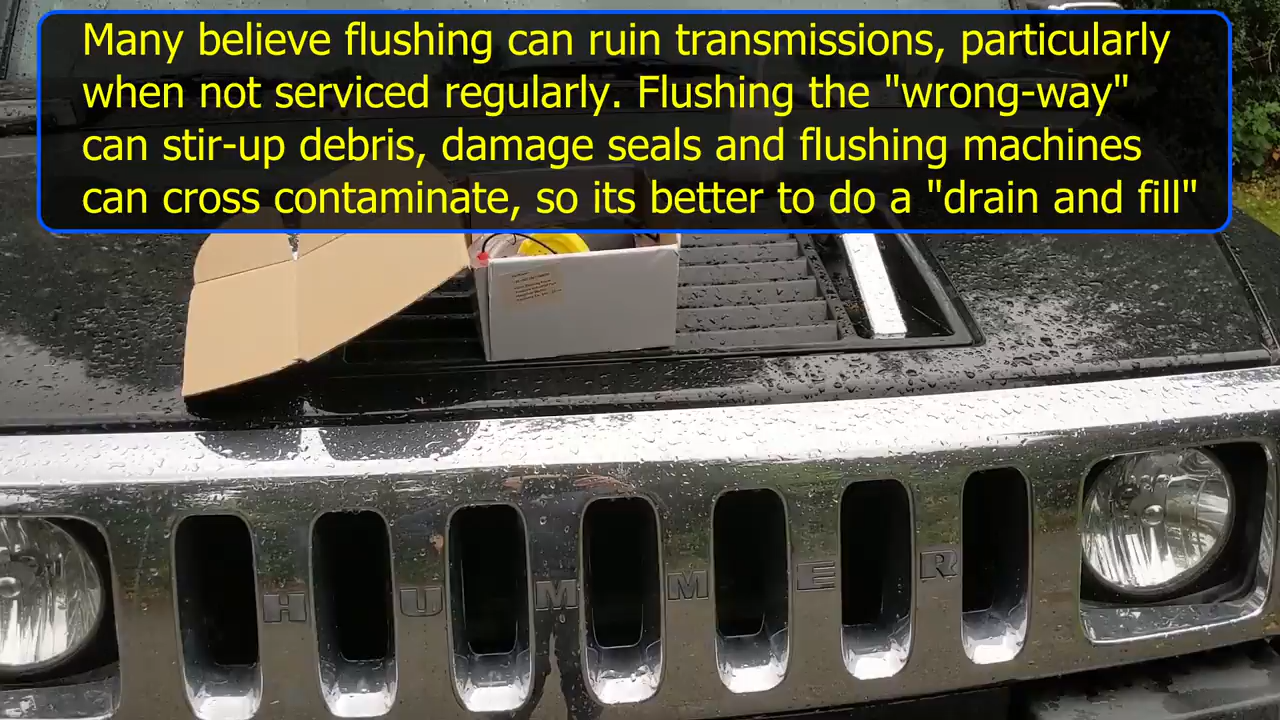 Many believe flushing can ruin transmissions, particularly
when not serviced regularly. Flushing the "wrong-way"
can stir-up debris, damage seals and flushing machines
can cross contaminate, so its better to do a "drain and fill"
HUMMER